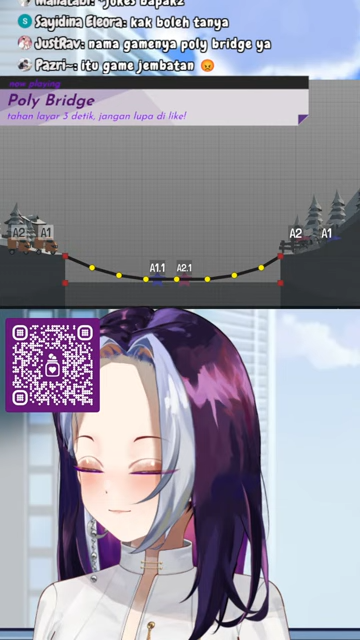 Mahatabi: "jokes bapak2
S Sayidina Eleora: kak boleh tanya
JustRav: nama gamenya poly bridge ya
Pazri~: itu game jembatan 😡
now playing
Poly Bridge
tahan layar 3 detik, jangan lupa di like!
A2 A1 A2 A1
A1.1 A2.1